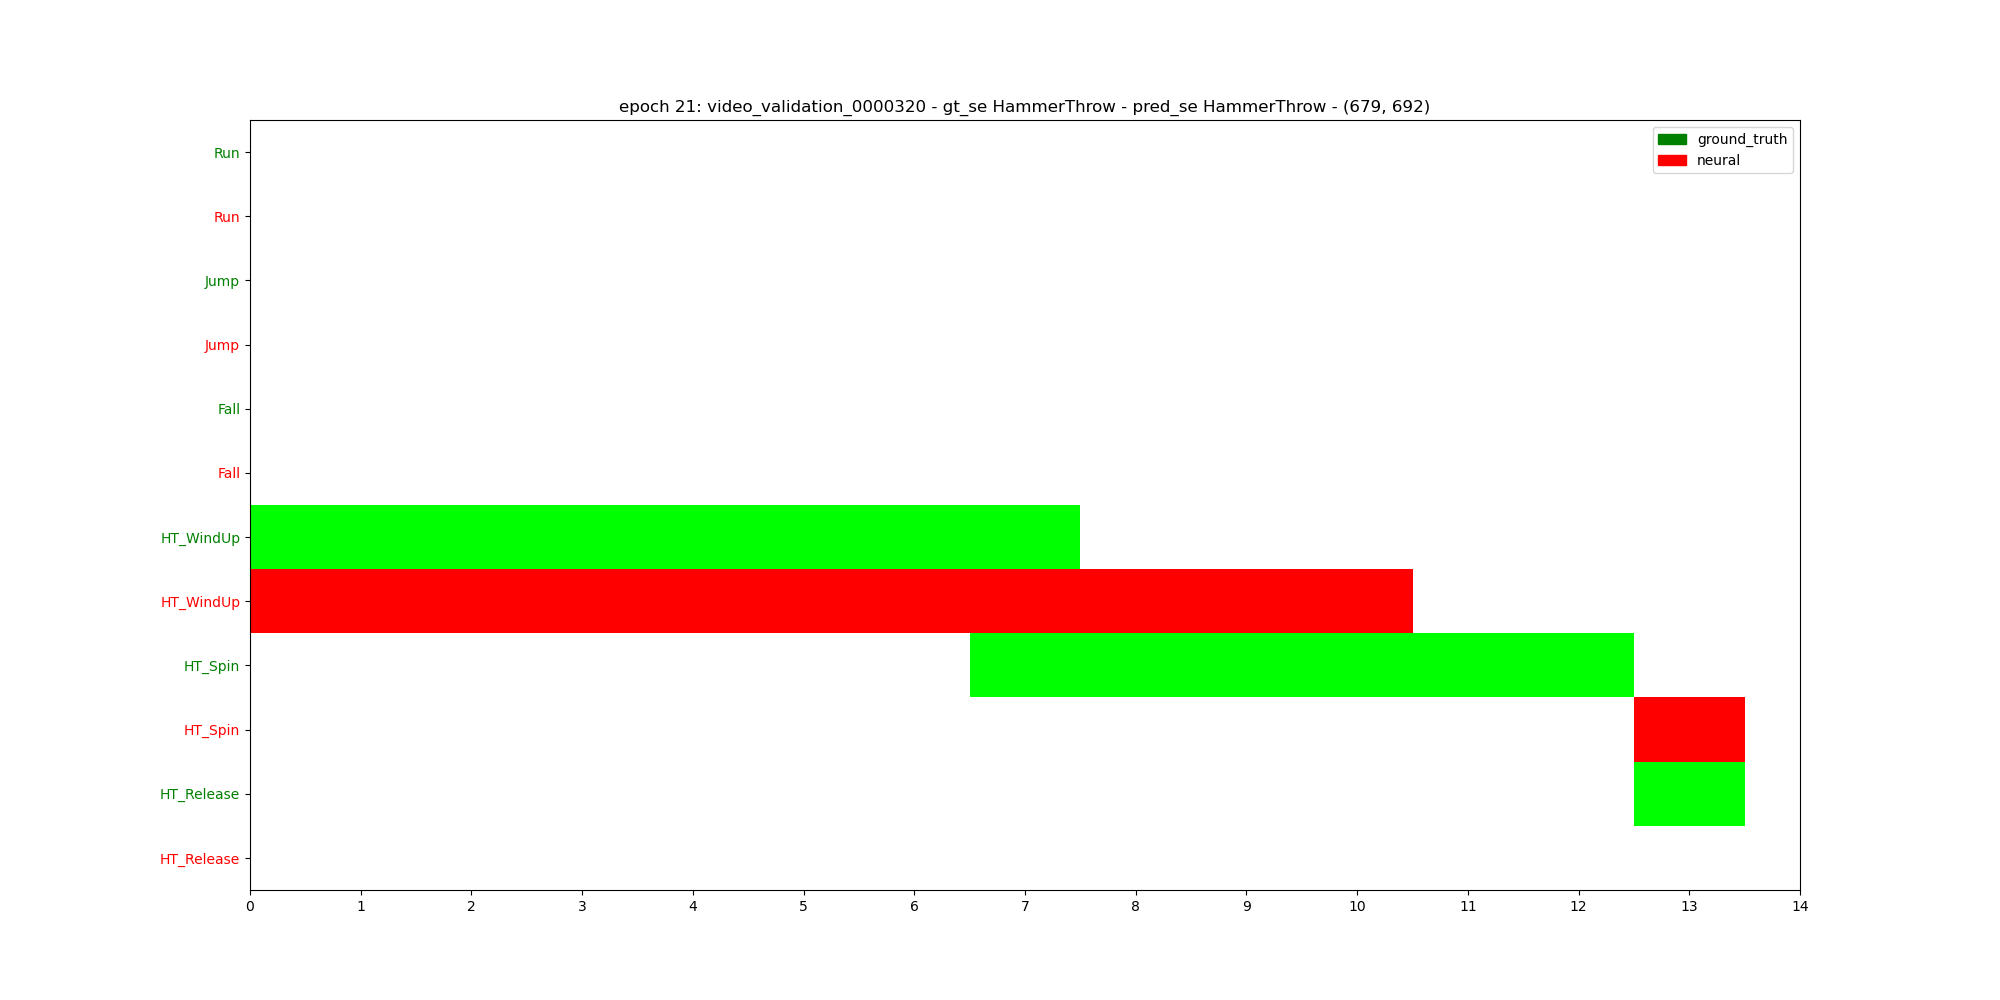 epoch 21: video_validation_0000320 - gt_se HammerThrow - pred_se HammerThrow - (679, 692)
ground_truth
neural
Run
Run
Jump
Jump
Fall
Fall
HT_WindUp
HT_WindUp
HT_Spin
HT_Spin
HT_Release
HT_Release
0 1 2 3 4 5 6 7 8 9 10 11 12 13 14